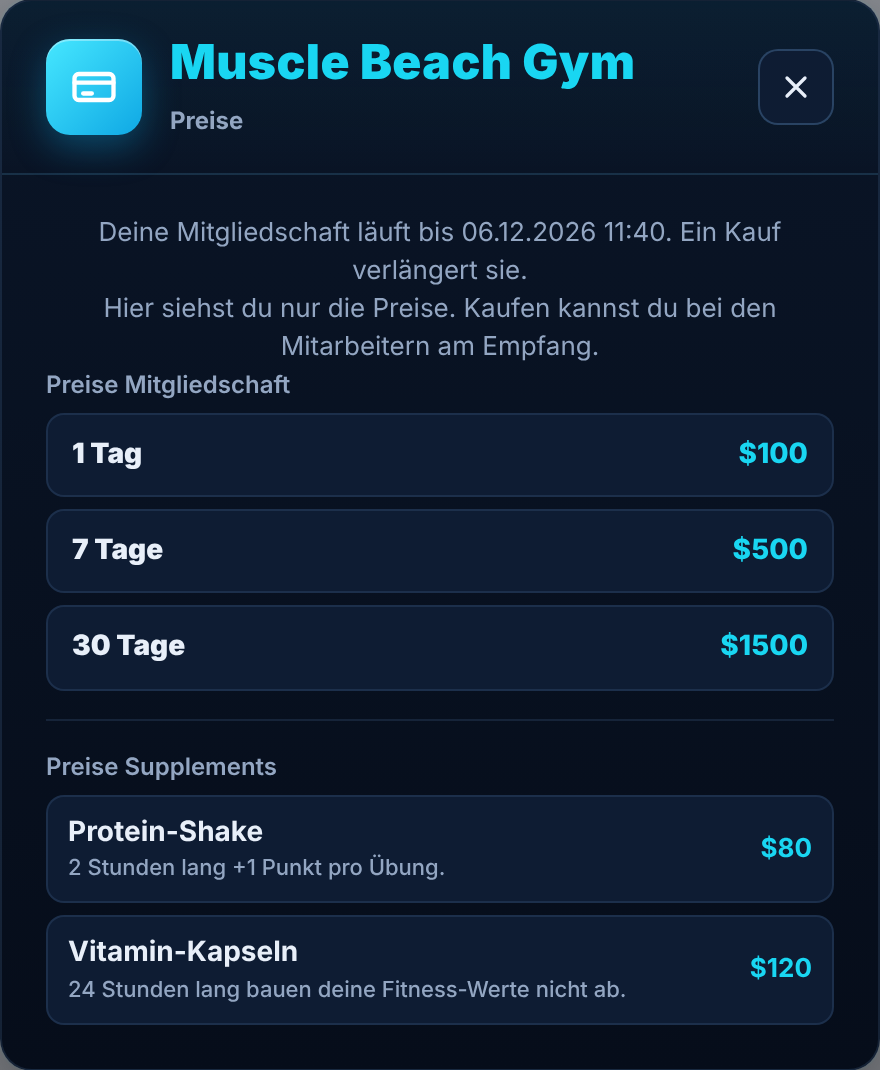 Muscle Beach Gym
Preise
Deine Mitgliedschaft läuft bis 06.12.2026 11:40. Ein Kauf
verlängert sie.
Hier siehst du nur die Preise. Kaufen kannst du bei den
Mitarbeitern am Empfang.
Preise Mitgliedschaft
1 Tag $100
7 Tage $500
30 Tage $1500
Preise Supplements
Protein-Shake
2 Stunden lang +1 Punkt pro Übung.
$80
Vitamin-Kapseln
24 Stunden lang bauen deine Fitness-Werte nicht ab.
$120